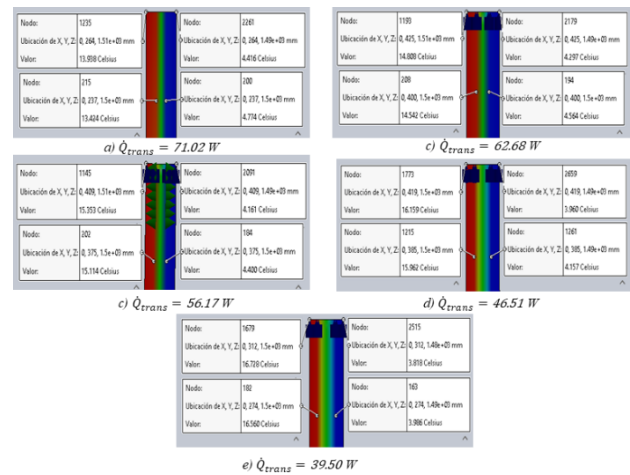 Nodo: 1235
Ubicación de X, Y, Z: 0, 264, 1.51e+03 mm
Valor: 13.938 Celsius
Nodo: 2261
Ubicación de X, Y, Z: 0, 264, 1.49e+03 mm
Valor: 4.416 Celsius
Nodo: 215
Ubicación de X, Y, Z: 0, 237, 1.5e+03 mm
Valor: 13.424 Celsius
Nodo: 200
Ubicación de X, Y, Z: 0, 237, 1.5e+03 mm
Valor: 4.774 Celsius
a) Q̇trans = 71.02 W
Nodo: 1193
Ubicación de X, Y, Z: 0, 425, 1.51e+03 mm
Valor: 14.808 Celsius
Nodo: 2179
Ubicación de X, Y, Z: 0, 425, 1.49e+03 mm
Valor: 4.297 Celsius
Nodo: 208
Ubicación de X, Y, Z: 0, 400, 1.5e+03 mm
Valor: 14.542 Celsius
Nodo: 194
Ubicación de X, Y, Z: 0, 400, 1.5e+03 mm
Valor: 4.564 Celsius
c) Q̇trans = 62.68 W
Nodo: 1145
Ubicación de X, Y, Z: 0, 409, 1.51e+03 mm
Valor: 15.353 Celsius
Nodo: 2091
Ubicación de X, Y, Z: 0, 409, 1.49e+03 mm
Valor: 4.161 Celsius
Nodo: 202
Ubicación de X, Y, Z: 0, 375, 1.5e+03 mm
Valor: 15.114 Celsius
Nodo: 184
Ubicación de X, Y, Z: 0, 375, 1.5e+03 mm
Valor: 4.400 Celsius
c) Q̇trans = 56.17 W
Nodo: 1773
Ubicación de X, Y, Z: 0, 419, 1.5e+03 mm
Valor: 16.159 Celsius
Nodo: 2659
Ubicación de X, Y, Z: 0, 419, 1.49e+03 mm
Valor: 3.960 Celsius
Nodo: 1215
Ubicación de X, Y, Z: 0, 385, 1.5e+03 mm
Valor: 15.962 Celsius
Nodo: 1261
Ubicación de X, Y, Z: 0, 385, 1.49e+03 mm
Valor: 4.157 Celsius
d) Q̇trans = 46.51 W
Nodo: 1679
Ubicación de X, Y, Z: 0, 312, 1.5e+03 mm
Valor: 16.728 Celsius
Nodo: 2515
Ubicación de X, Y, Z: 0, 312, 1.48e+03 mm
Valor: 3.818 Celsius
Nodo: 182
Ubicación de X, Y, Z: 0, 274, 1.5e+03 mm
Valor: 16.560 Celsius
Nodo: 163
Ubicación de X, Y, Z: 0, 274, 1.49e+03 mm
Valor: 3.986 Celsius
e) Q̇trans = 39.50 W